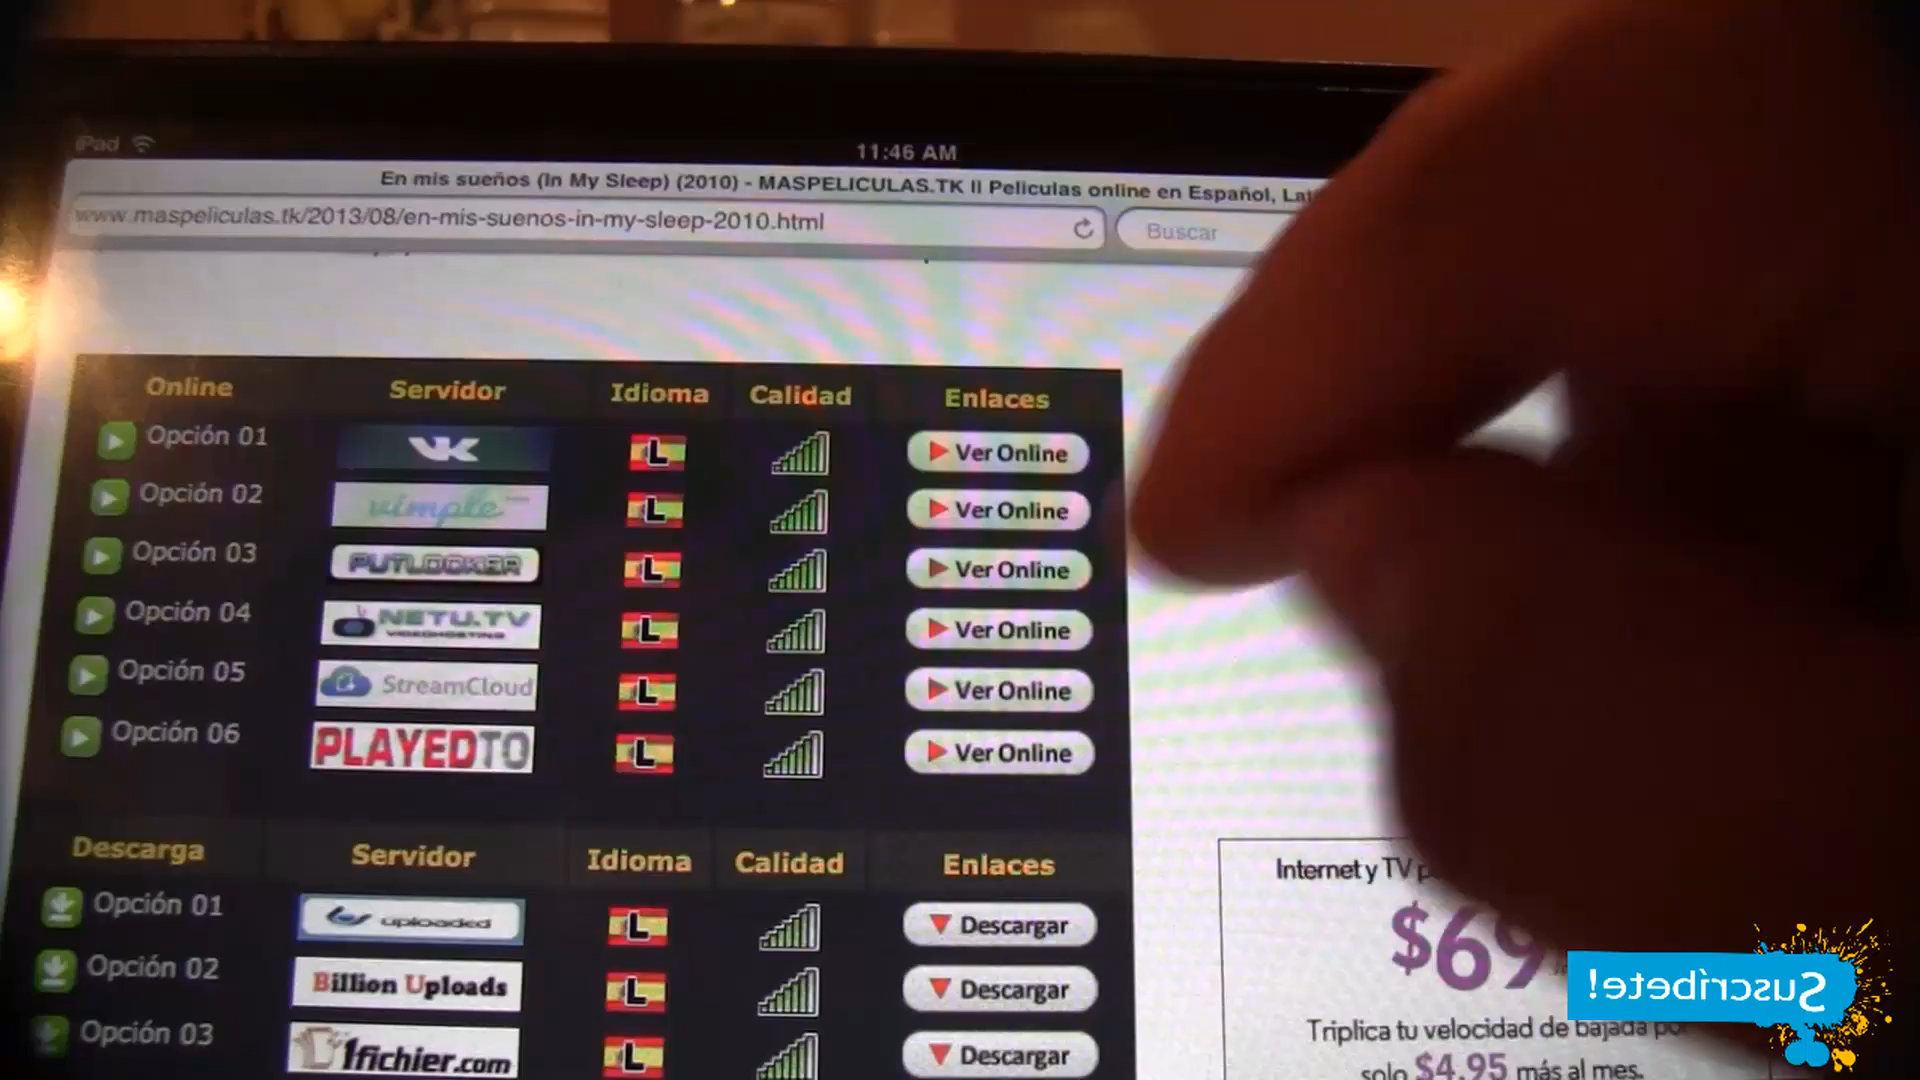 iPad
11:46 AM
En mis sueños (In My Sleep) (2010) - MASPELICULAS.TK II Peliculas online en Español,
www.maspeliculas.tk/2013/08/en-mis-suenos-in-my-sleep-2010.html
Buscar
Online Servidor Idioma Calidad Enlaces
Opción 01 VK L Ver Online
Opción 02 vimple L Ver Online
Opción 03 PUTLOCKER L Ver Online
Opción 04 NETU.TV VIDEOHOSTING L Ver Online
Opción 05 StreamCloud L Ver Online
Opción 06 PLAYEDTO L Ver Online
Descarga Servidor Idioma Calidad Enlaces
Opción 01 uploaded L Descargar
Opción 02 Billion Uploads L Descargar
Opción 03 1fichier.com L Descargar
Internet y TV
$69
Triplica tu velocidad de bajada por
solo $4.95 más al mes.
Suscríbete!